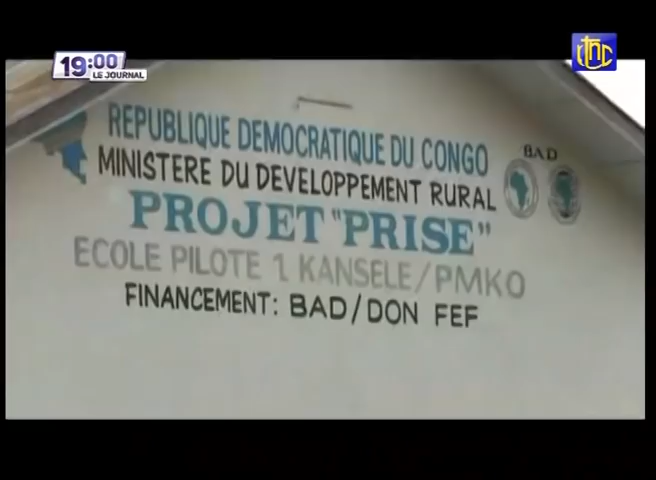 19:00
LE JOURNAL
REPUBLIQUE DEMOCRATIQUE DU CONGO
MINISTERE DU DEVELOPPEMENT RURAL
BAD
PROJET "PRISE"
ECOLE PILOTE 1 KANSELE/PMKO
FINANCEMENT: BAD/DON FEF